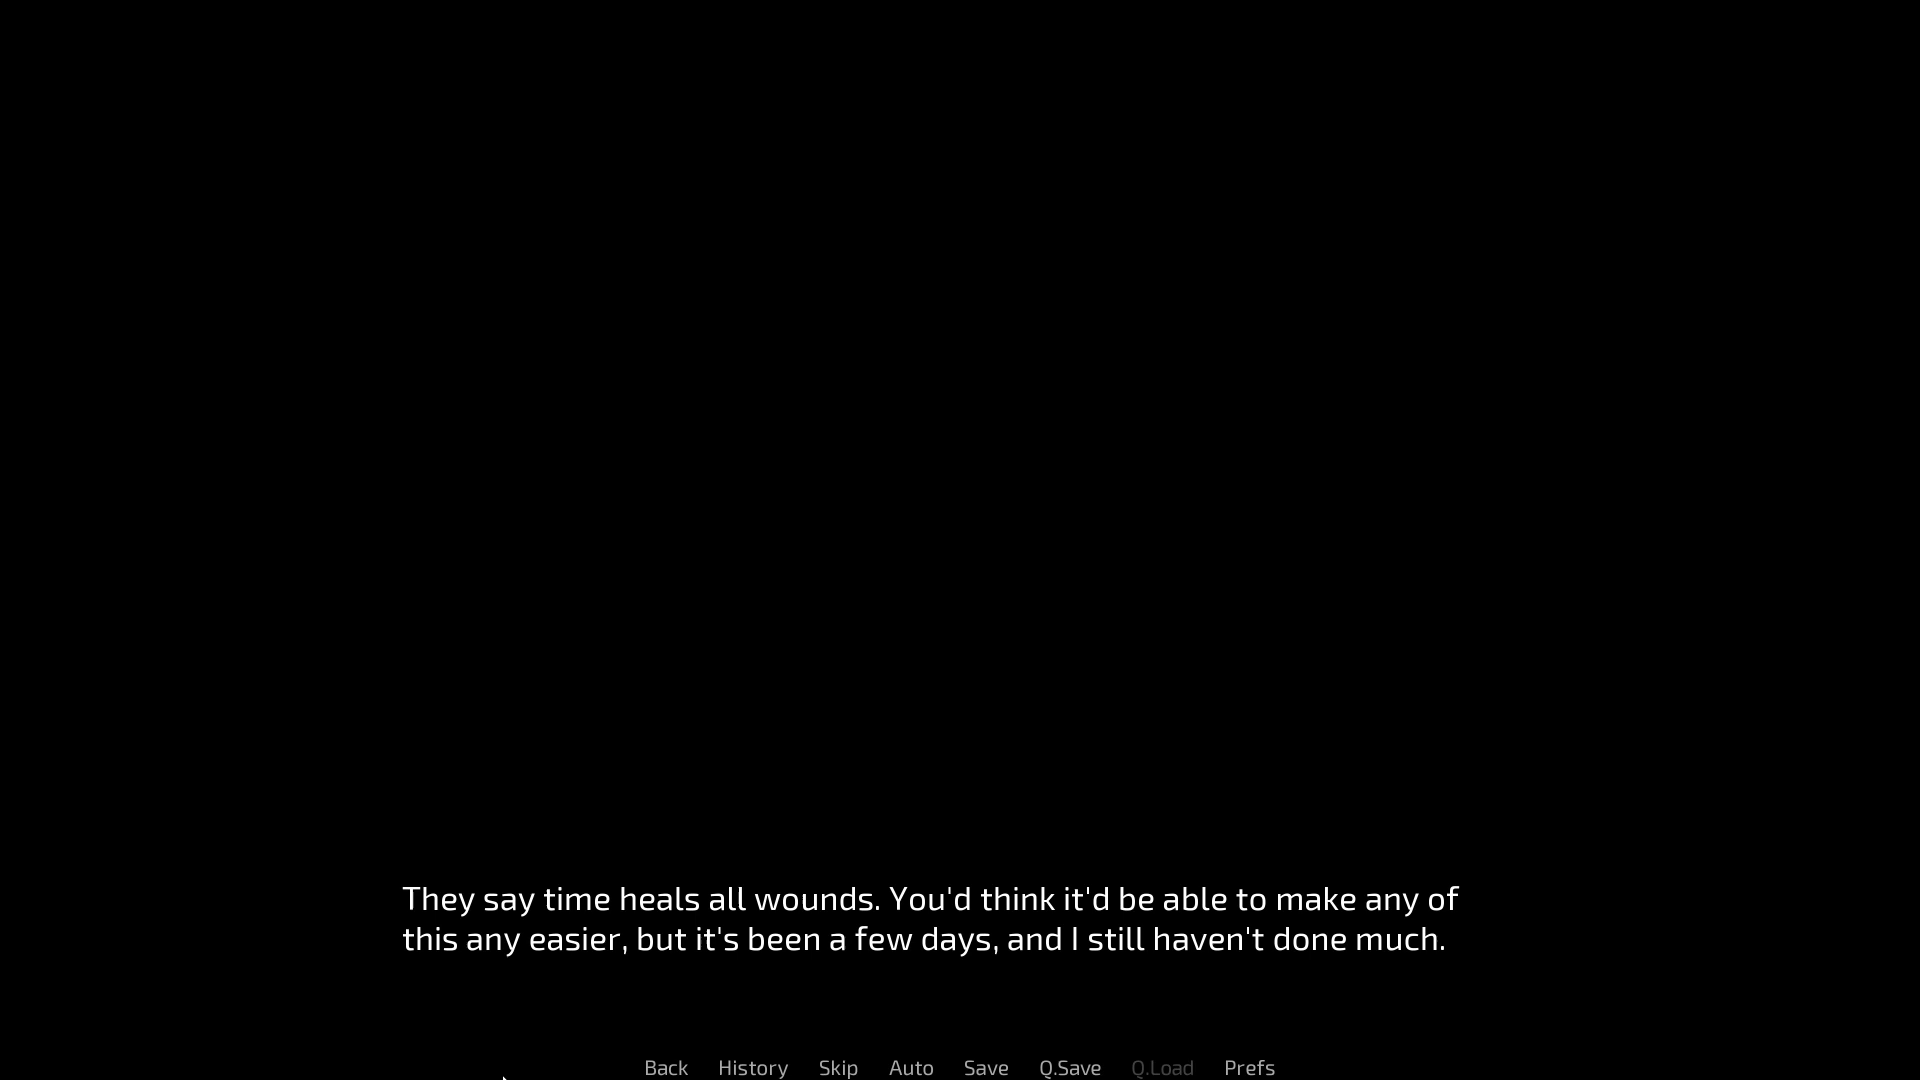 They say time heals all wounds. You'd think it'd be able to make any of
this any easier, but it's been a few days, and I still haven't done much.
Back History Skip Auto Save Q.Save Q.Load Prefs